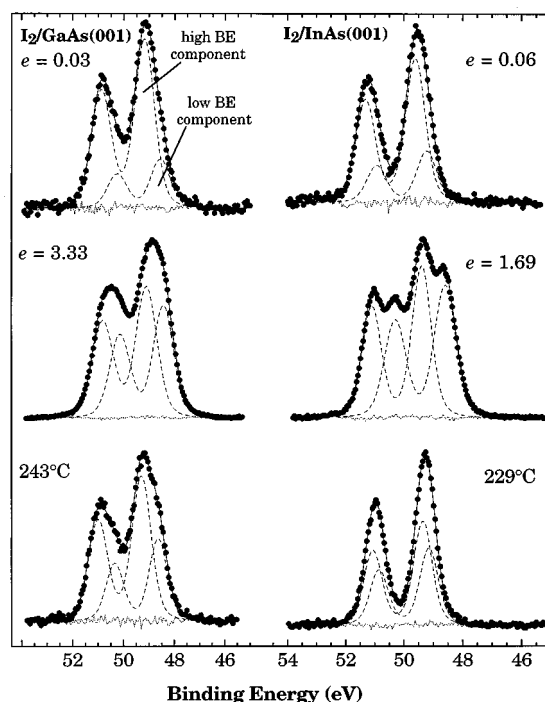 I2/GaAs(001)
e = 0.03
high BE
component
low BE
component
I2/InAs(001)
e = 0.06
e = 3.33
e = 1.69
243°C
229°C
52 50 48 46
54 52 50 48 46
Binding Energy (eV)